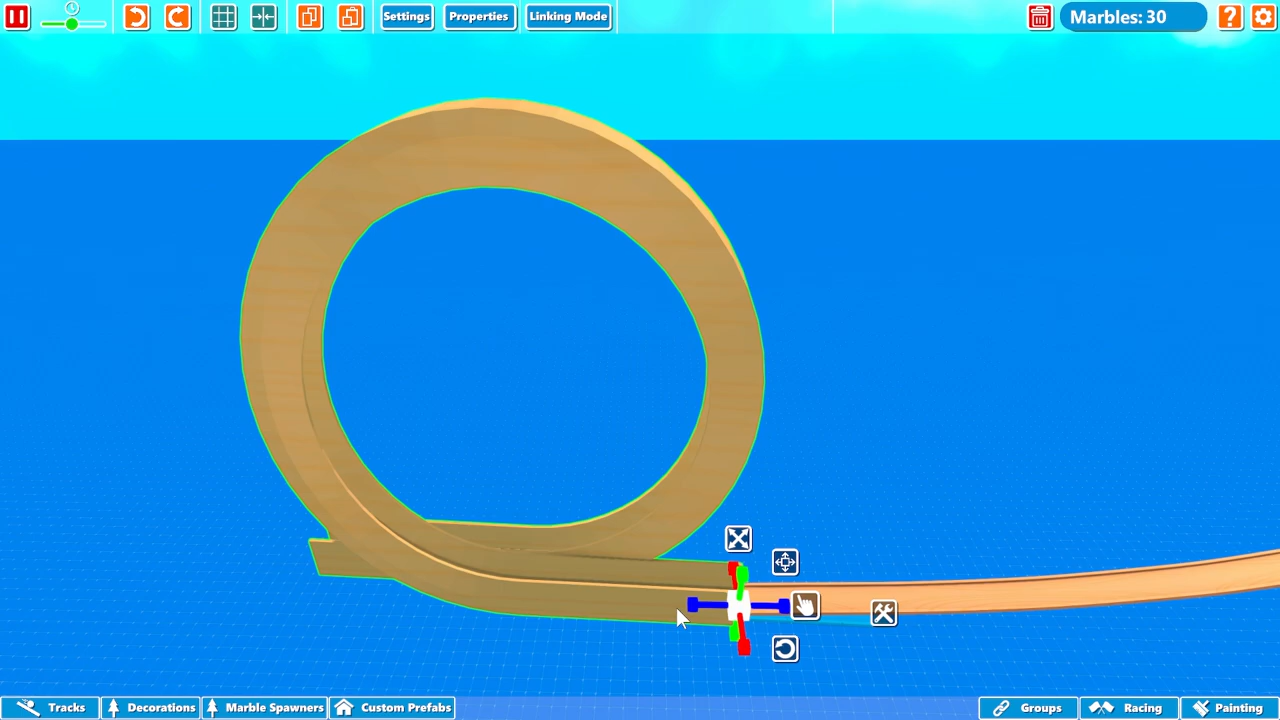 Settings
Properties
Linking Mode
Marbles: 30
?
Tracks
Decorations
Marble Spawners
Custom Prefabs
Groups
Racing
Painting